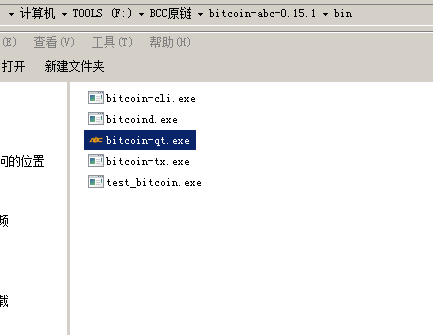 计算机 TOOLS (F:) BCC原链 bitcoin-abc-0.15.1 bin
(E) 查看(V) 工具(T) 帮助(H)
打开 新建文件夹
bitcoin-cli.exe
bitcoind.exe
bitcoin-qt.exe
问的位置
bitcoin-tx.exe
test_bitcoin.exe
频
载